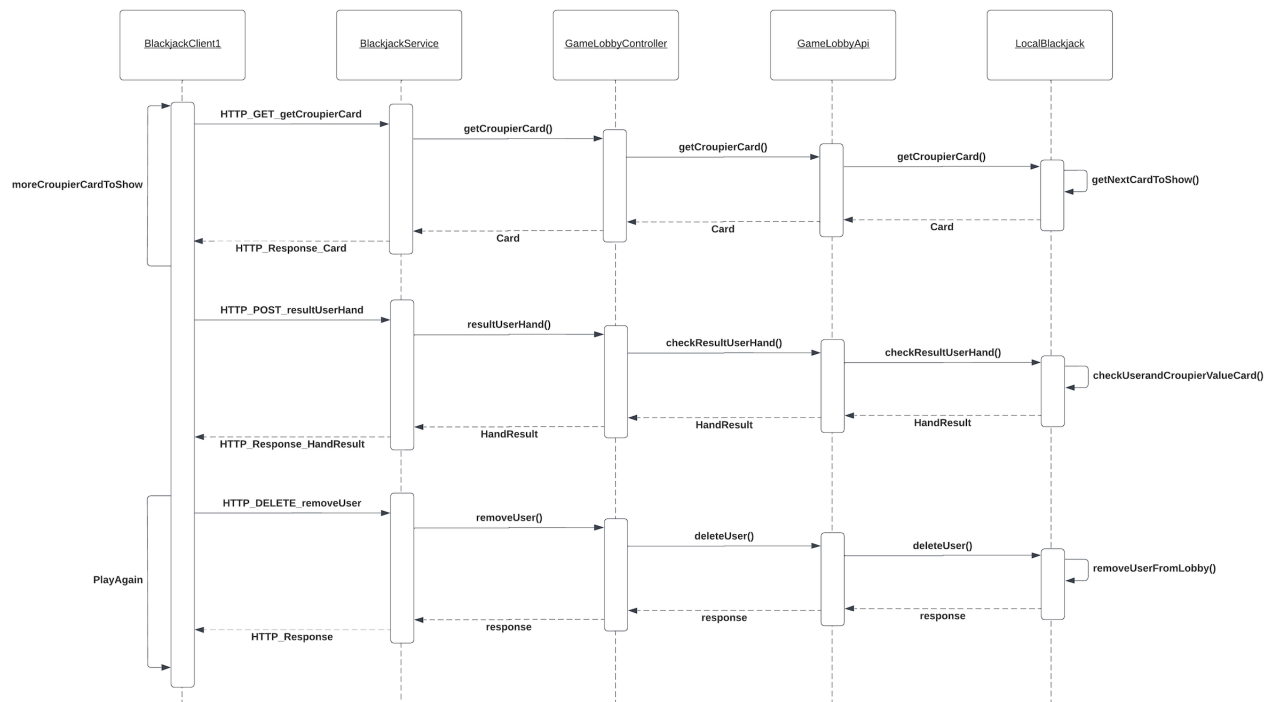 BlackjackClient1
BlackjackService
GameLobbyController
GameLobbyApi
LocalBlackjack
HTTP_GET_getCroupierCard
getCroupierCard()
getCroupierCard()
getCroupierCard()
getNextCardToShow()
moreCroupierCardToShow
Card
Card
Card
HTTP_Response_Card
HTTP_POST_resultUserHand
resultUserHand()
checkResultUserHand()
checkResultUserHand()
checkUserandCroupierValueCard()
HandResult
HandResult
HandResult
HTTP_Response_HandResult
HTTP_DELETE_removeUser
removeUser()
deleteUser()
deleteUser()
removeUserFromLobby()
PlayAgain
response
response
response
HTTP_Response